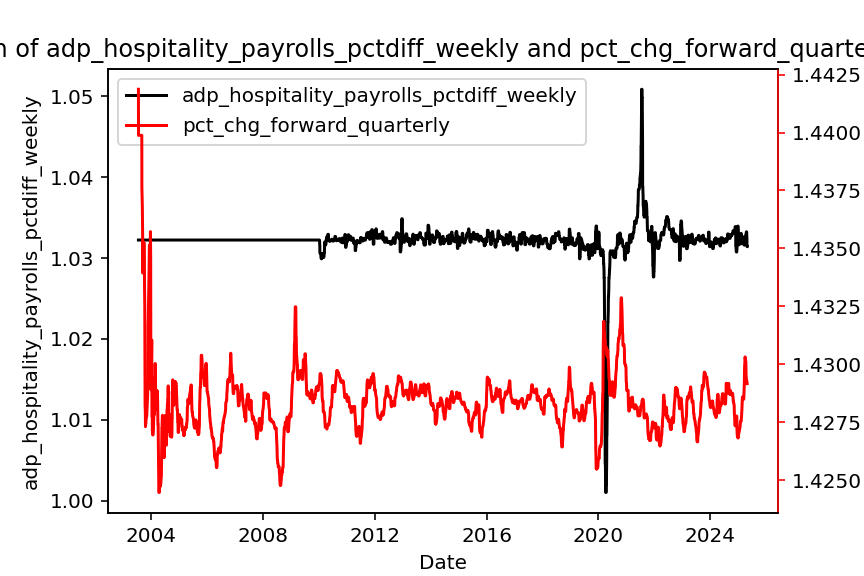 of adp_hospitality_payrolls_pctdiff_weekly and pct_chg_forward_quarte
adp_hospitality_payrolls_pctdiff_weekly
pct_chg_forward_quarterly
adp_hospitality_payrolls_pctdiff_weekly
1.05
1.04
1.03
1.02
1.01
1.00
1.4425
1.4400
1.4375
1.4350
1.4325
1.4300
1.4275
1.4250
2004 2008 2012 2016 2020 2024
Date